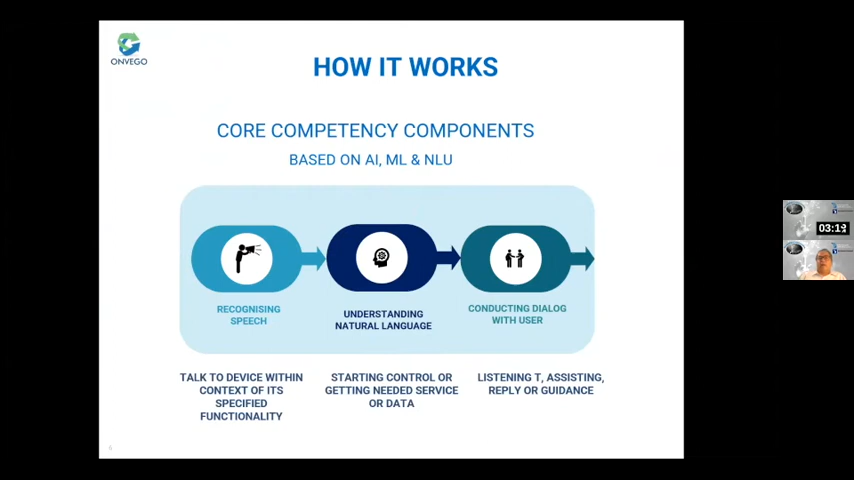 ONVEGO
HOW IT WORKS
CORE COMPETENCY COMPONENTS
BASED ON AI, ML & NLU
RECOGNISING
SPEECH
UNDERSTANDING
NATURAL LANGUAGE
CONDUCTING DIALOG
WITH USER
TALK TO DEVICE WITHIN
CONTEXT OF ITS
SPECIFIED
FUNCTIONALITY
STARTING CONTROL OR
GETTING NEEDED SERVICE
OR DATA
LISTENING T, ASSISTING,
REPLY OR GUIDANCE